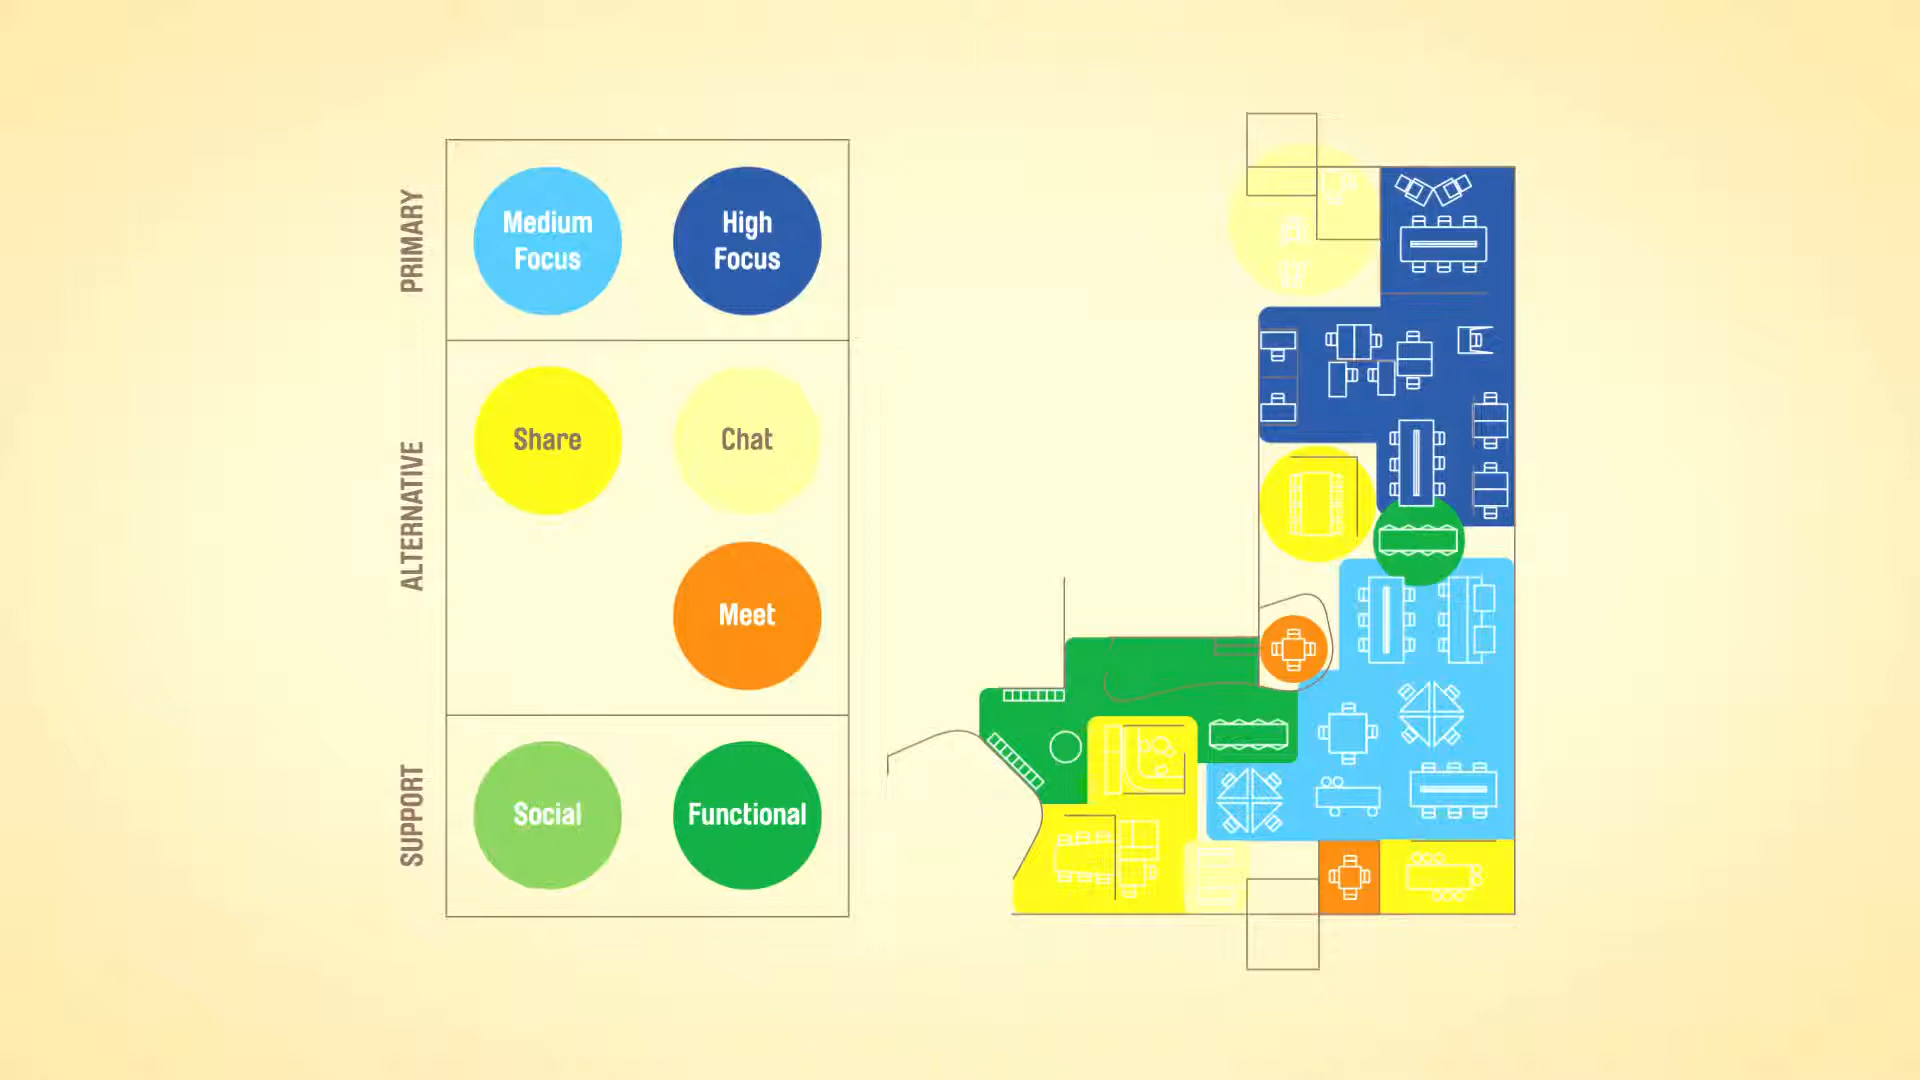 PRIMARY
Medium
Focus
High
Focus
ALTERNATIVE
Share
Chat
Meet
SUPPORT
Social
Functional